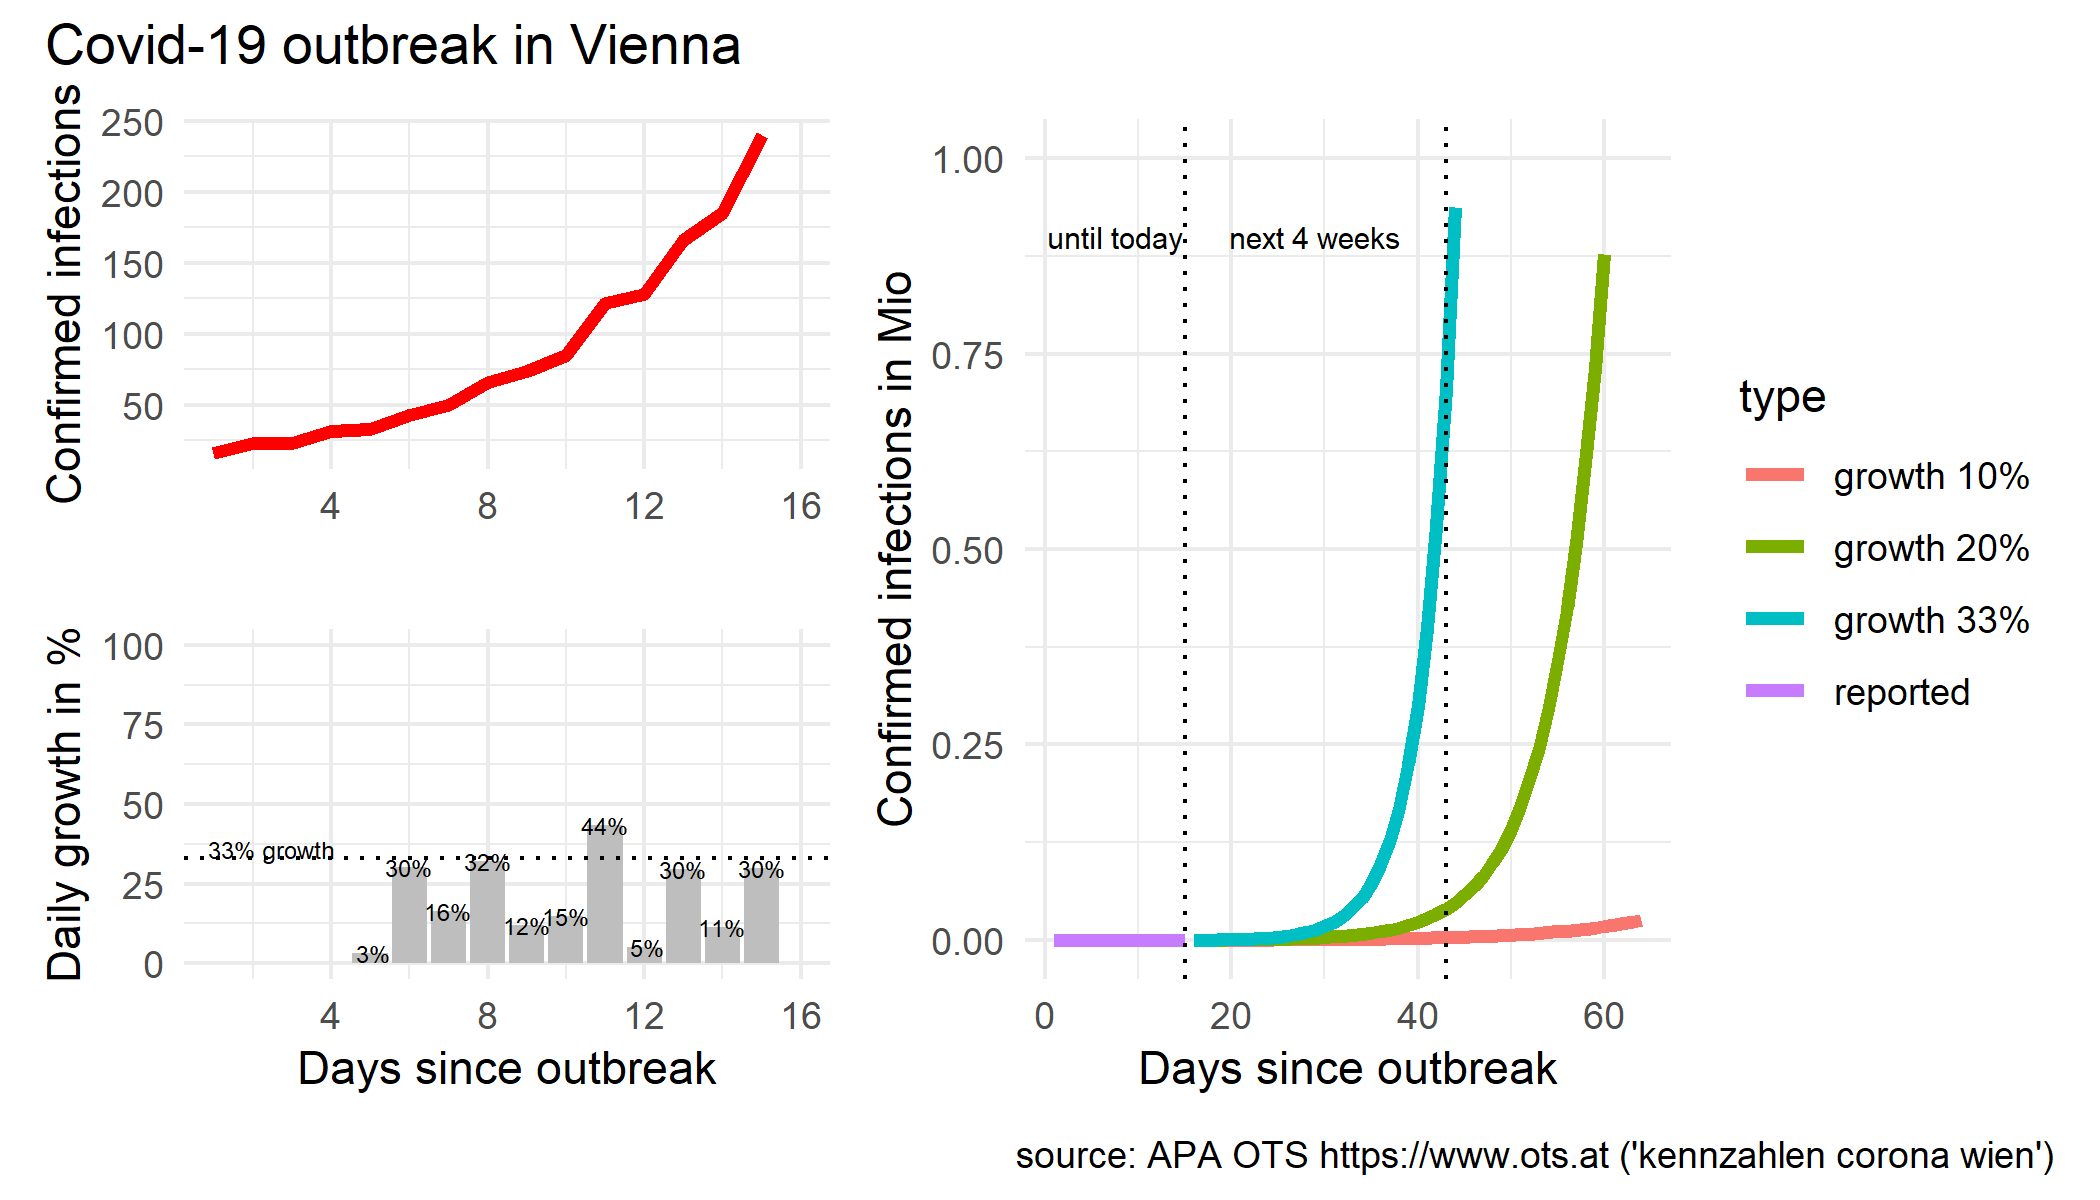 Covid-19 outbreak in Vienna
Confirmed infections
250
200
150
100
50
4 8 12 16
Daily growth in %
100
75
50
25
0
33% growth
3%
30%
16%
32%
12%
15%
44%
5%
30%
11%
30%
4 8 12 16
Days since outbreak
Confirmed infections in Mio
1.00
0.75
0.50
0.25
0.00
until today
next 4 weeks
0 20 40 60
Days since outbreak
type
growth 10%
growth 20%
growth 33%
reported
source: APA OTS https://www.ots.at ('kennzahlen corona wien')